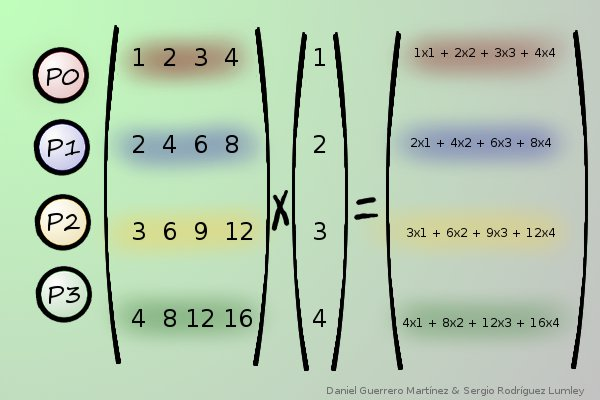 P0 1 2 3 4 1 1x1 + 2x2 + 3x3 + 4x4
P1 2 4 6 8 2 2x1 + 4x2 + 6x3 + 8x4
X =
P2 3 6 9 12 3 3x1 + 6x2 + 9x3 + 12x4
P3 4 8 12 16 4 4x1 + 8x2 + 12x3 + 16x4
Daniel Guerrero Martínez & Sergio Rodríguez Lumley